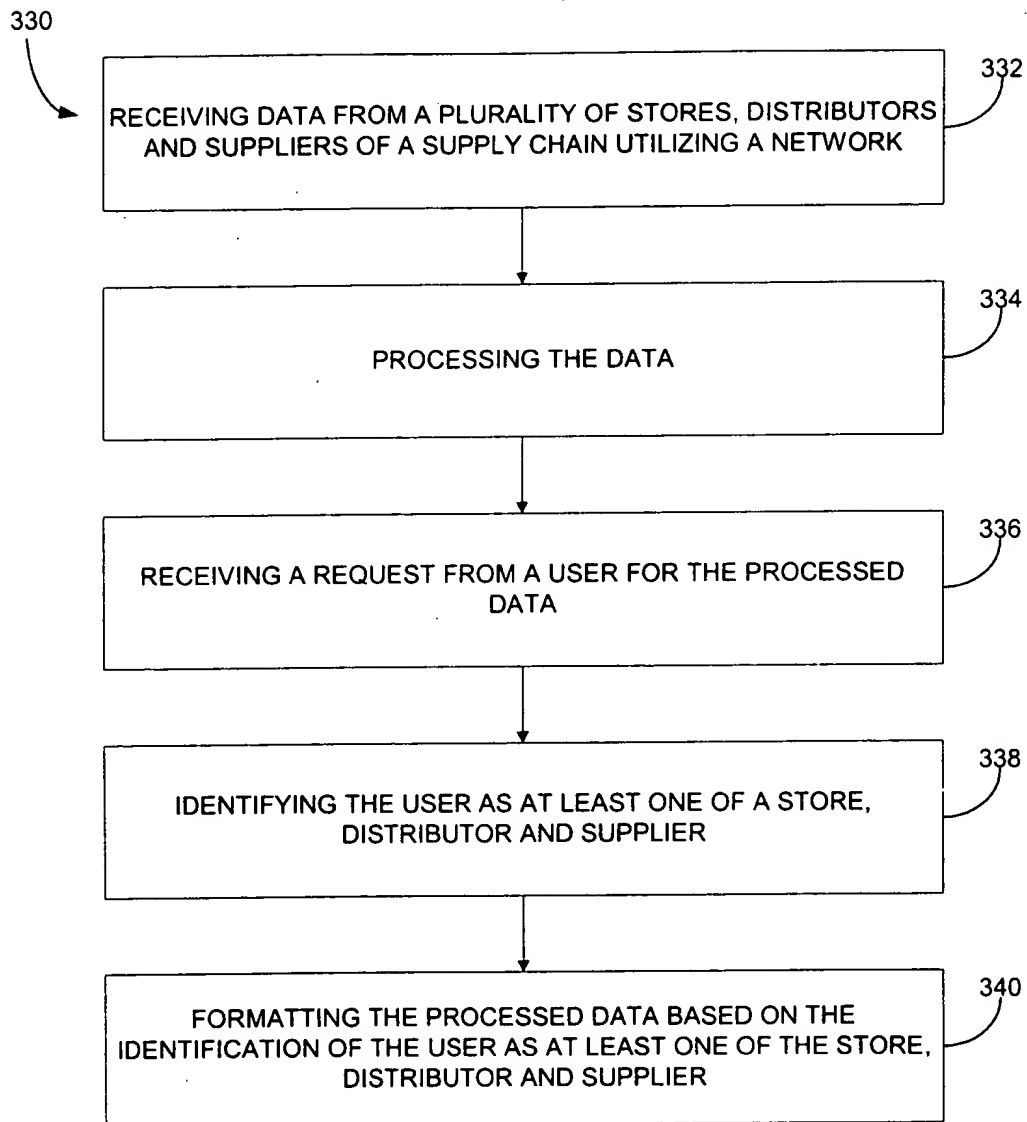 330
332
RECEIVING DATA FROM A PLURALITY OF STORES, DISTRIBUTORS
AND SUPPLIERS OF A SUPPLY CHAIN UTILIZING A NETWORK
334
PROCESSING THE DATA
336
RECEIVING A REQUEST FROM A USER FOR THE PROCESSED
DATA
338
IDENTIFYING THE USER AS AT LEAST ONE OF A STORE,
DISTRIBUTOR AND SUPPLIER
340
FORMATTING THE PROCESSED DATA BASED ON THE
IDENTIFICATION OF THE USER AS AT LEAST ONE OF THE STORE,
DISTRIBUTOR AND SUPPLIER